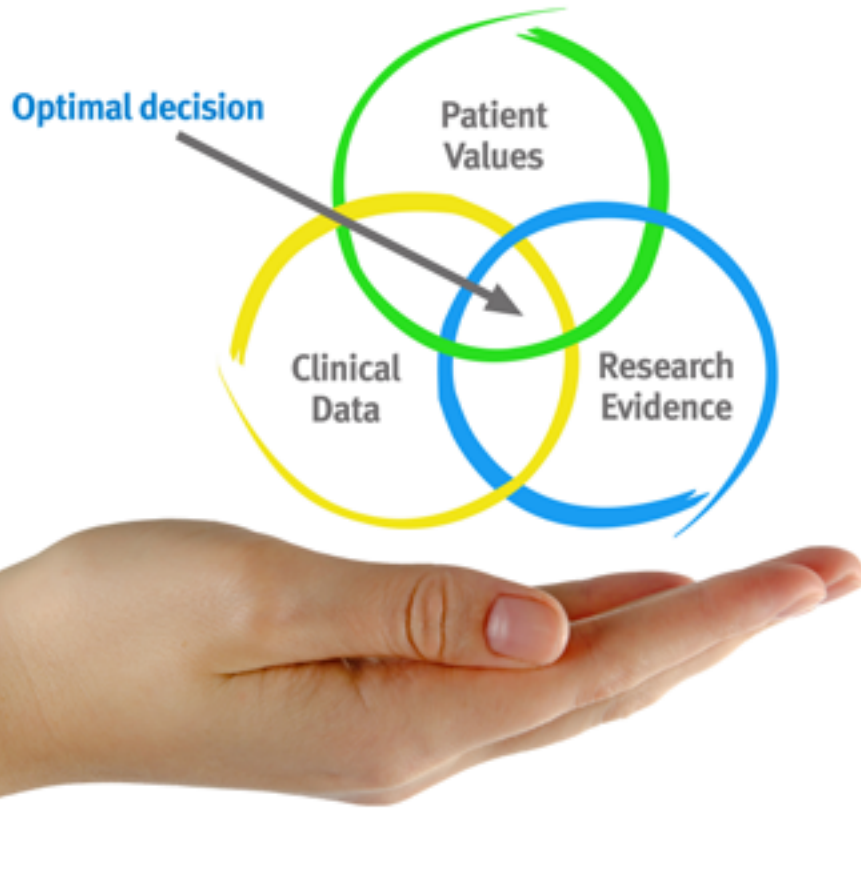 Optimal decision
Patient
Values
Clinical
Data
Research
Evidence